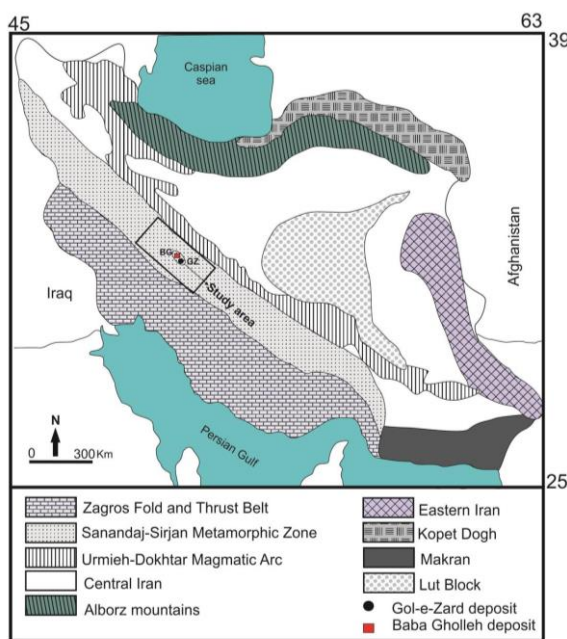 45
63
39
Caspian
sea
Afghanistan
BG
GZ
Study area
Iraq
N
0 300 Km
Persian Gulf
25
Zagros Fold and Thrust Belt
Sanandaj-Sirjan Metamorphic Zone
Urmieh-Dokhtar Magmatic Arc
Central Iran
Alborz mountains
Eastern Iran
Kopet Dogh
Makran
Lut Block
Gol-e-Zard deposit
Baba Gholleh deposit